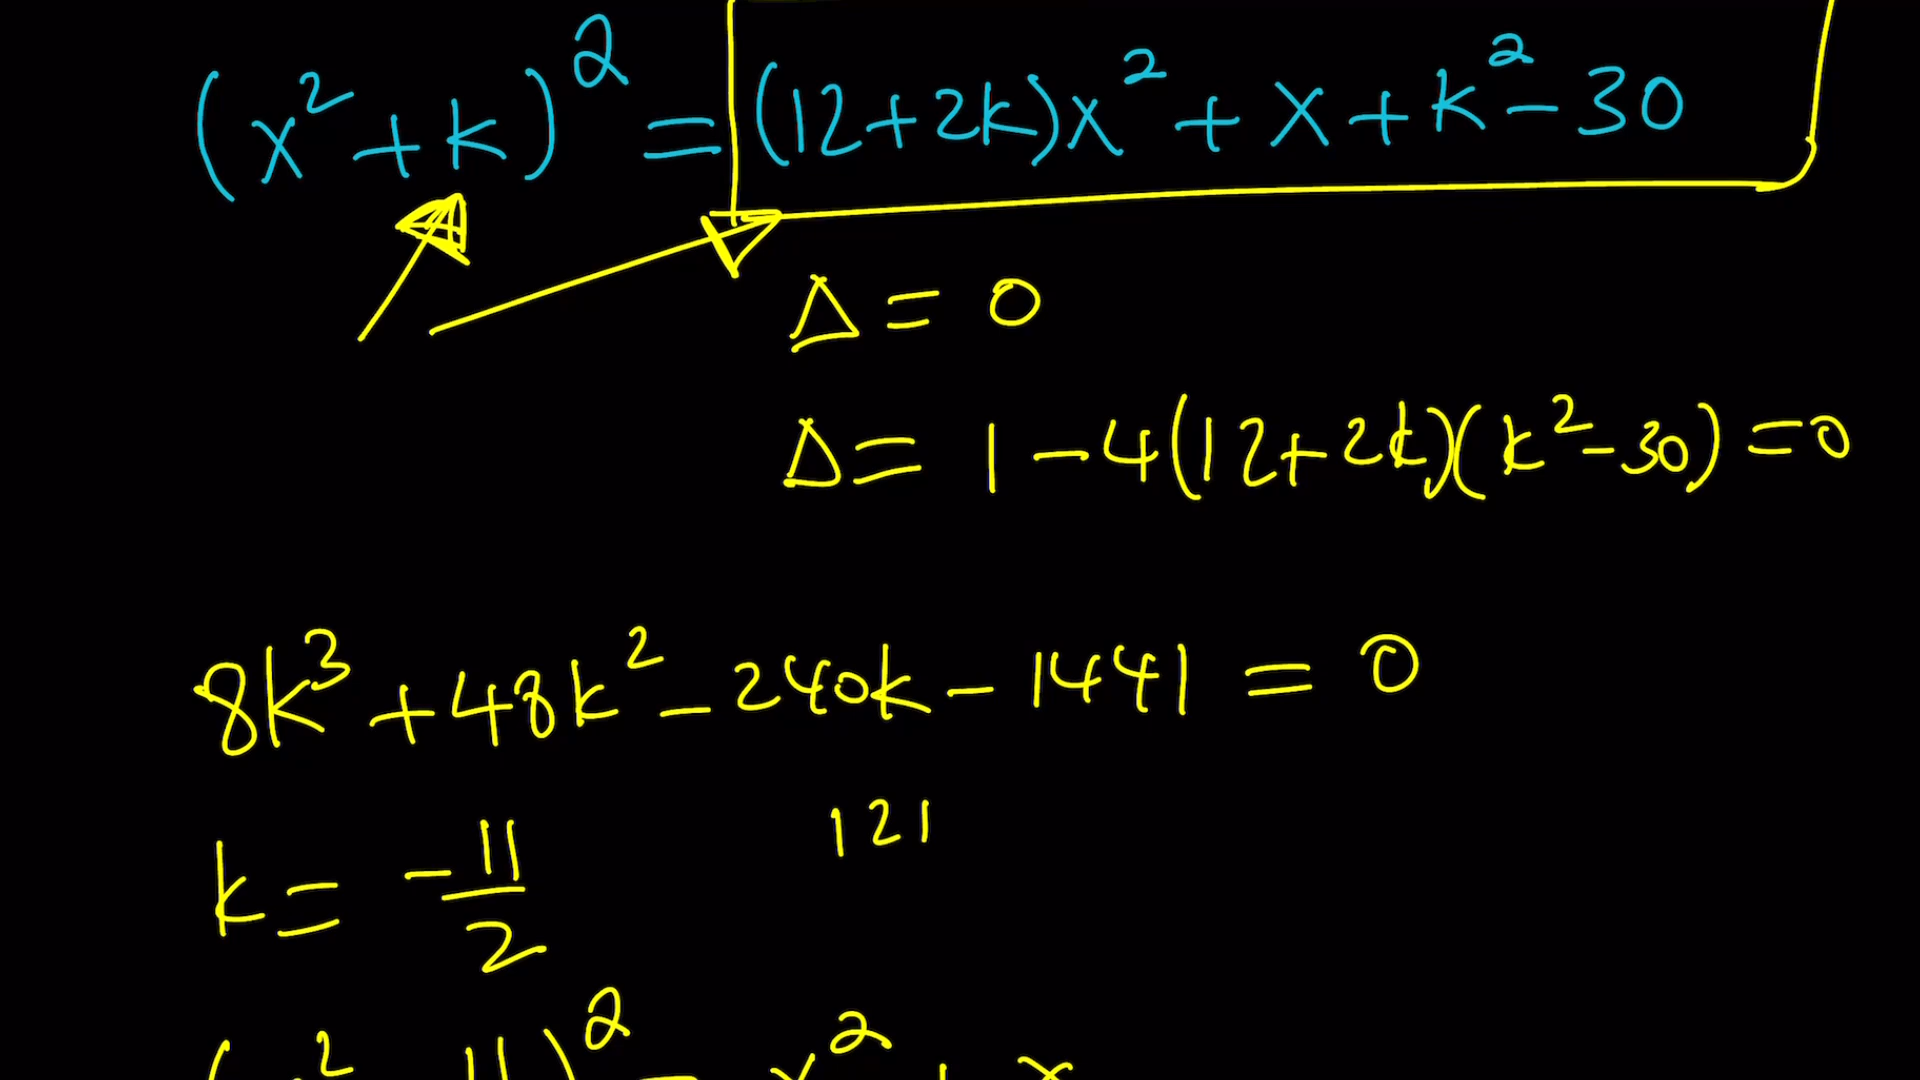 (x² + k)² = (12+2k)x² + x + k² - 30
Δ = 0
Δ = 1 - 4(12+2k)(k² - 30) = 0
8k³ + 48k² - 240k - 1441 = 0
121
k = -11/2